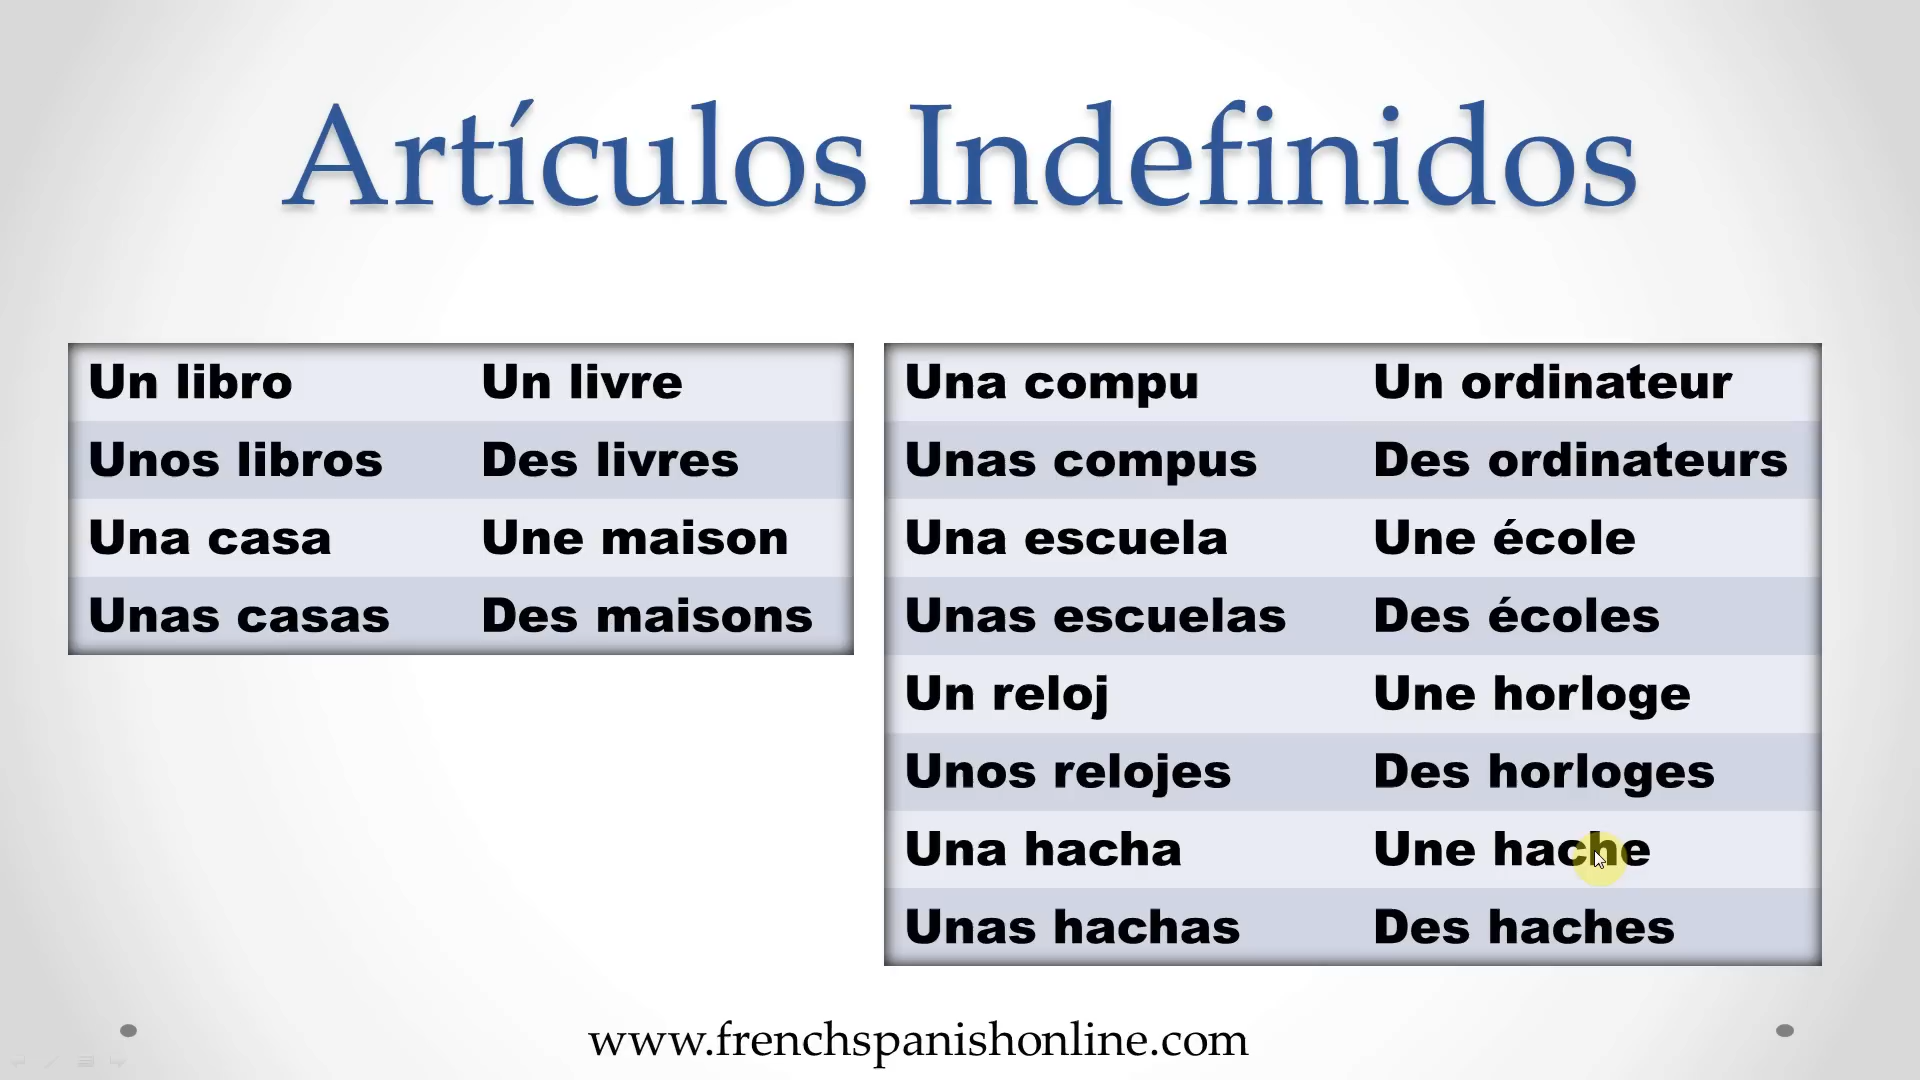 Artículos Indefinidos
Un libro Un livre
Unos libros Des livres
Una casa Une maison
Unas casas Des maisons
Una compu Un ordinateur
Unas compus Des ordinateurs
Una escuela Une école
Unas escuelas Des écoles
Un reloj Une horloge
Unos relojes Des horloges
Una hacha Une hache
Unas hachas Des haches
www.frenchspanishonline.com